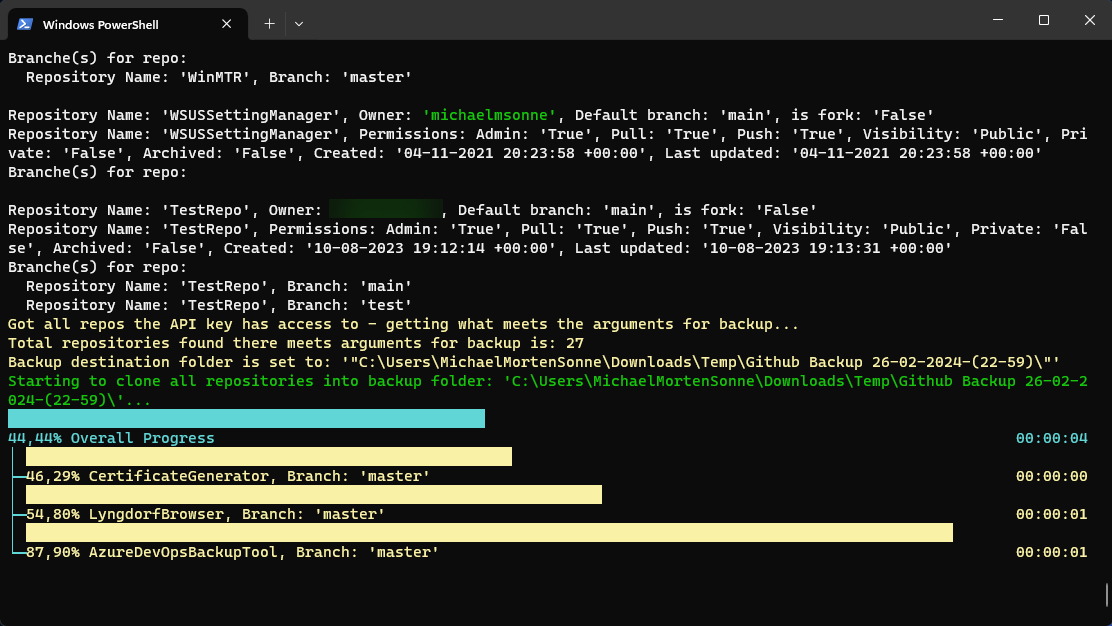 Windows PowerShell
Branche(s) for repo:
  Repository Name: 'WinMTR', Branch: 'master'
Repository Name: 'WSUSSettingManager', Owner: 'michaelmsonne', Default branch: 'main', is fork: 'False'
Repository Name: 'WSUSSettingManager', Permissions: Admin: 'True', Pull: 'True', Push: 'True', Visibility: 'Public', Pri
vate: 'False', Archived: 'False', Created: '04-11-2021 20:23:58 +00:00', Last updated: '04-11-2021 20:23:58 +00:00'
Branche(s) for repo:
Repository Name: 'TestRepo', Owner: , Default branch: 'main', is fork: 'False'
Repository Name: 'TestRepo', Permissions: Admin: 'True', Pull: 'True', Push: 'True', Visibility: 'Public', Private: 'Fal
se', Archived: 'False', Created: '10-08-2023 19:12:14 +00:00', Last updated: '10-08-2023 19:13:31 +00:00'
Branche(s) for repo:
  Repository Name: 'TestRepo', Branch: 'main'
  Repository Name: 'TestRepo', Branch: 'test'
Got all repos the API key has access to - getting what meets the arguments for backup...
Total repositories found there meets arguments for backup is: 27
Backup destination folder is set to: '"C:\Users\MichaelMortenSonne\Downloads\Temp\Github Backup 26-02-2024-(22-59)\"'
Starting to clone all repositories into backup folder: 'C:\Users\MichaelMortenSonne\Downloads\Temp\Github Backup 26-02-2
024-(22-59)\'...
44,44% Overall Progress 00:00:04
46,29% CertificateGenerator, Branch: 'master' 00:00:00
54,80% LyngdorfBrowser, Branch: 'master' 00:00:01
87,90% AzureDevOpsBackupTool, Branch: 'master' 00:00:01